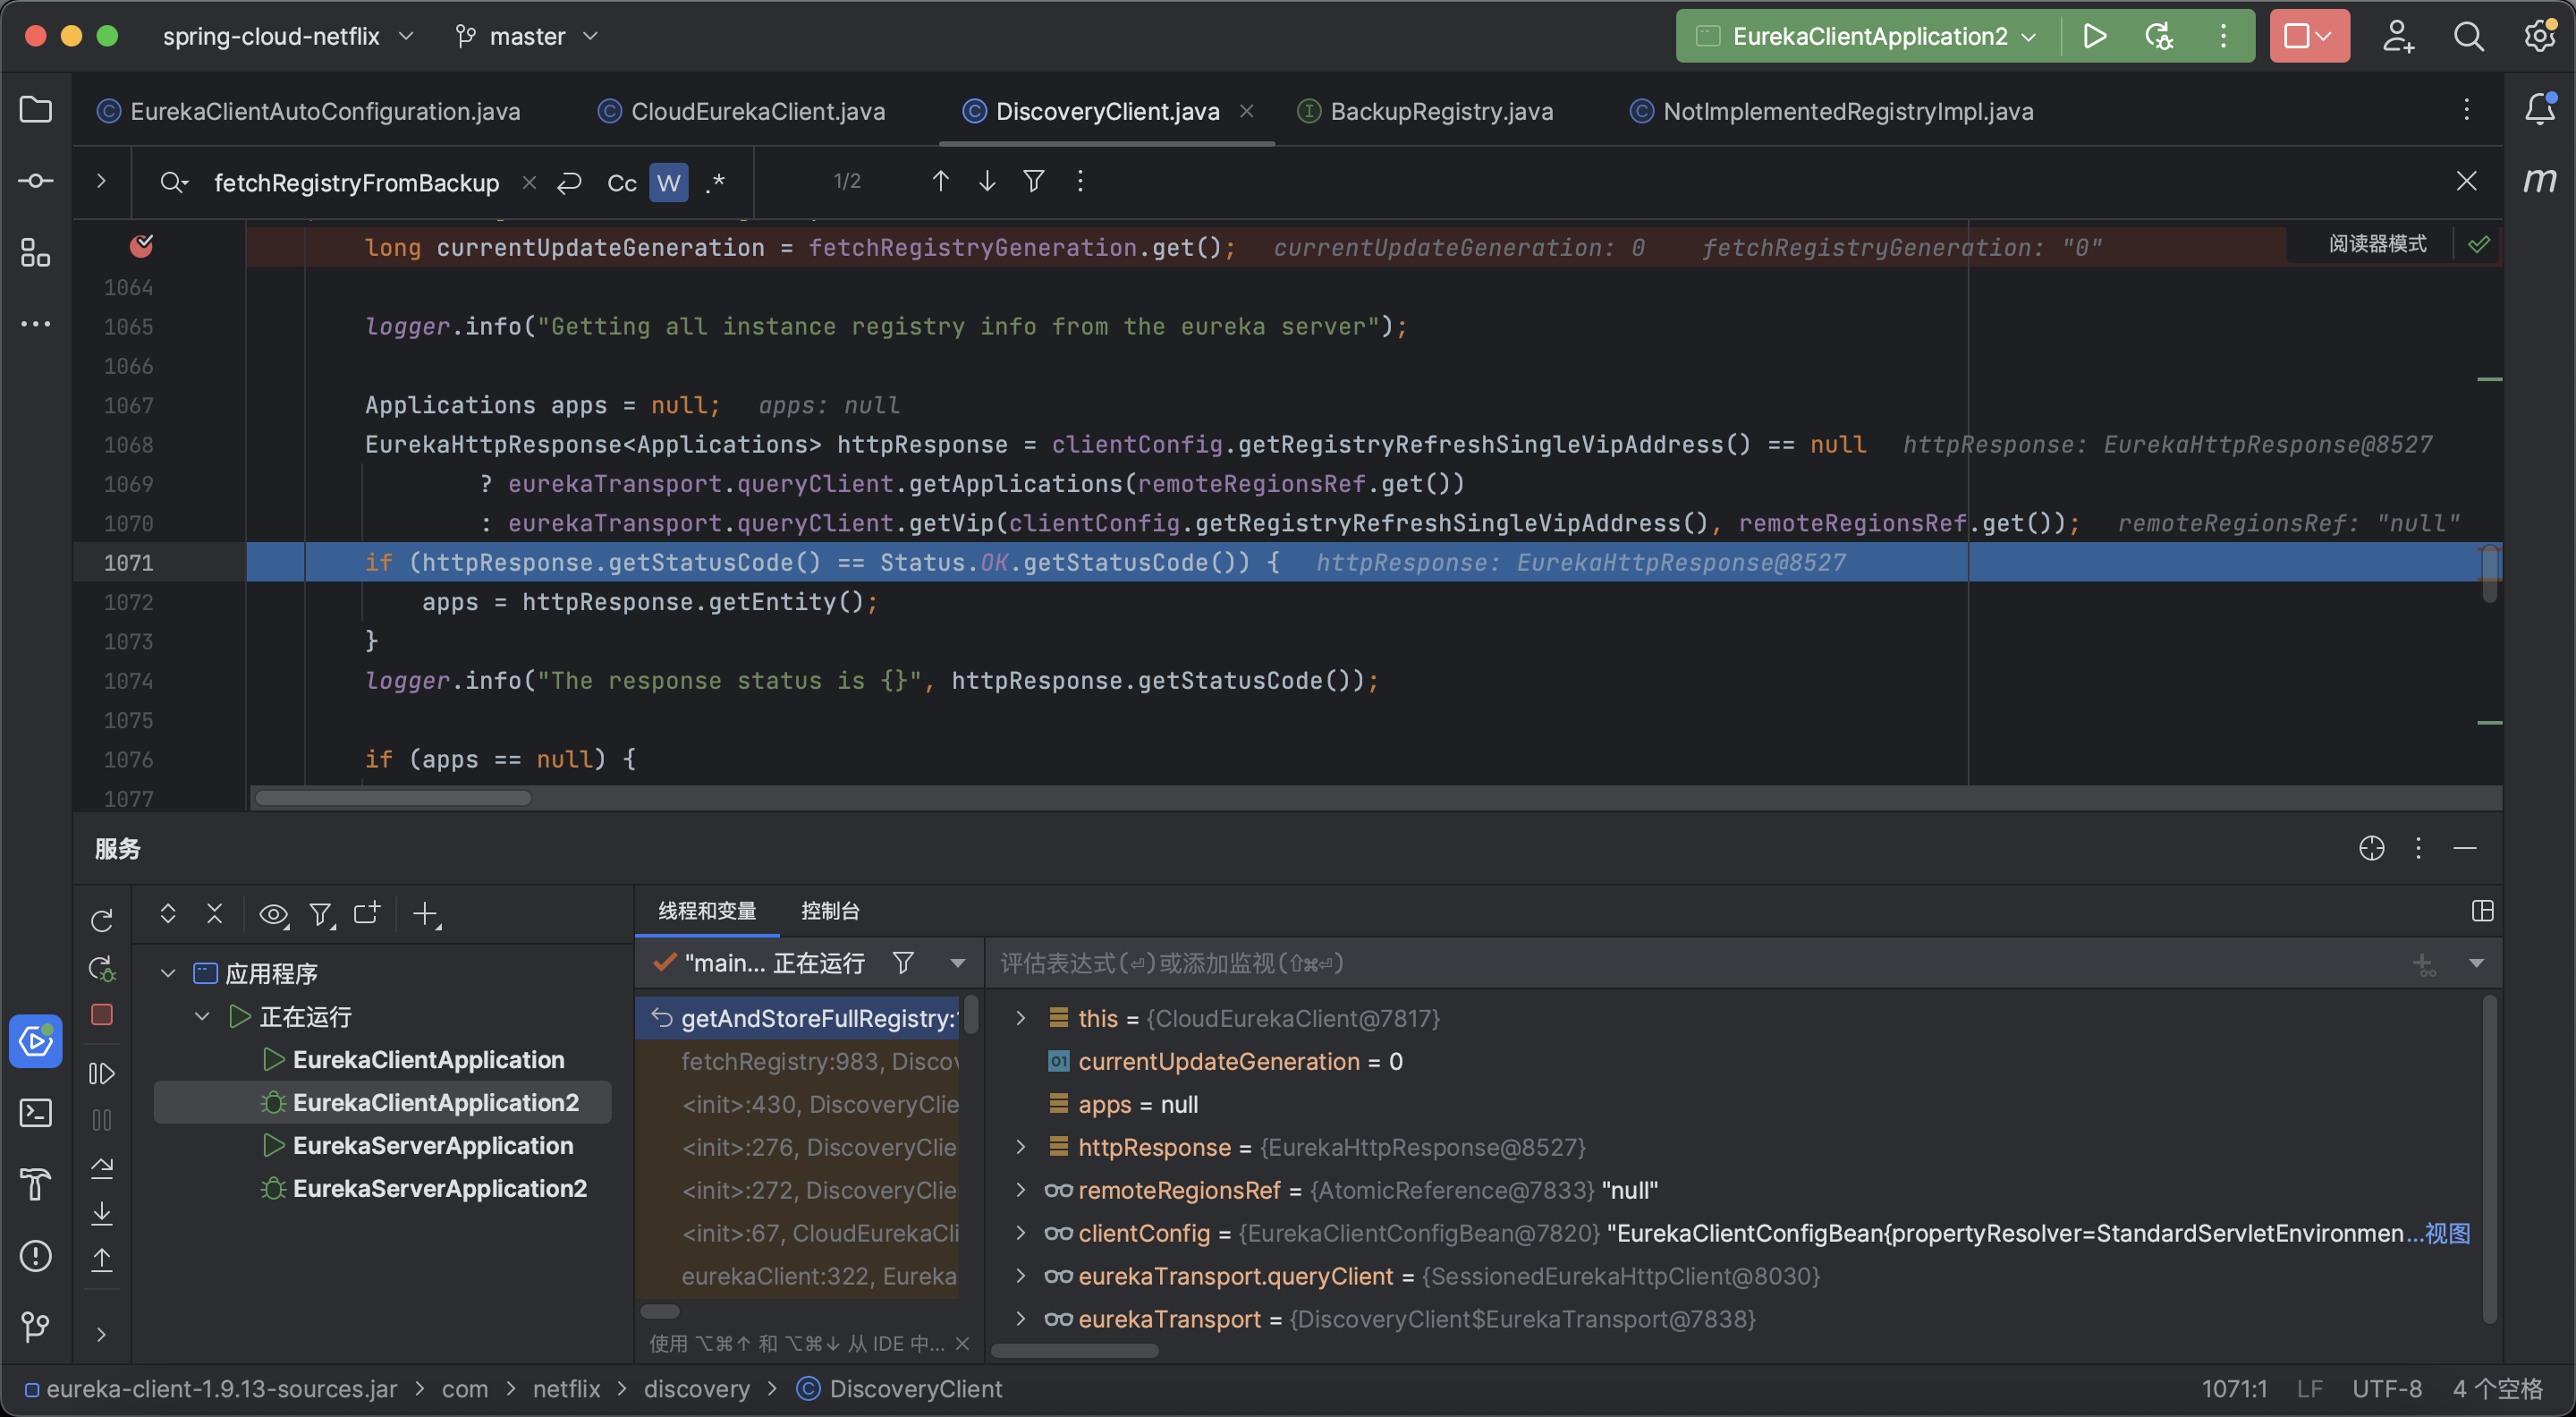 spring-cloud-netflix master EurekaClientApplication2
EurekaClientAutoConfiguration.java CloudEurekaClient.java DiscoveryClient.java BackupRegistry.java NotImplementedRegistryImpl.java
fetchRegistryFromBackup Cc W .* 1/2
long currentUpdateGeneration = fetchRegistryGeneration.get(); currentUpdateGeneration: 0 fetchRegistryGeneration: "0" 阅读器模式
1064
1065 logger.info("Getting all instance registry info from the eureka server");
1066
1067 Applications apps = null; apps: null
1068 EurekaHttpResponse<Applications> httpResponse = clientConfig.getRegistryRefreshSingleVipAddress() == null httpResponse: EurekaHttpResponse@8527
1069 ? eurekaTransport.queryClient.getApplications(remoteRegionsRef.get())
1070 : eurekaTransport.queryClient.getVip(clientConfig.getRegistryRefreshSingleVipAddress(), remoteRegionsRef.get()); remoteRegionsRef: "null"
1071 if (httpResponse.getStatusCode() == Status.OK.getStatusCode()) { httpResponse: EurekaHttpResponse@8527
1072 apps = httpResponse.getEntity();
1073 }
1074 logger.info("The response status is {}", httpResponse.getStatusCode());
1075
1076 if (apps == null) {
1077
服务
线程和变量 控制台
"main... 正在运行 评估表达式(⏎)或添加监视(⇧⌘⏎)
应用程序
正在运行
EurekaClientApplication
EurekaClientApplication2
EurekaServerApplication
EurekaServerApplication2
getAndStoreFullRegistry:
fetchRegistry:983, Discov
<init>:430, DiscoveryClie
<init>:276, DiscoveryClie
<init>:272, DiscoveryClie
<init>:67, CloudEurekaCli
eurekaClient:322, Eureka
使用 ⌥⌘↑ 和 ⌥⌘↓ 从 IDE 中...
this = {CloudEurekaClient@7817}
01 currentUpdateGeneration = 0
apps = null
httpResponse = {EurekaHttpResponse@8527}
remoteRegionsRef = {AtomicReference@7833} "null"
clientConfig = {EurekaClientConfigBean@7820} "EurekaClientConfigBean{propertyResolver=StandardServletEnvironmen ...视图
eurekaTransport.queryClient = {SessionedEurekaHttpClient@8030}
eurekaTransport = {DiscoveryClient$EurekaTransport@7838}
eureka-client-1.9.13-sources.jar com netflix discovery DiscoveryClient 1071:1 LF UTF-8 4 个空格